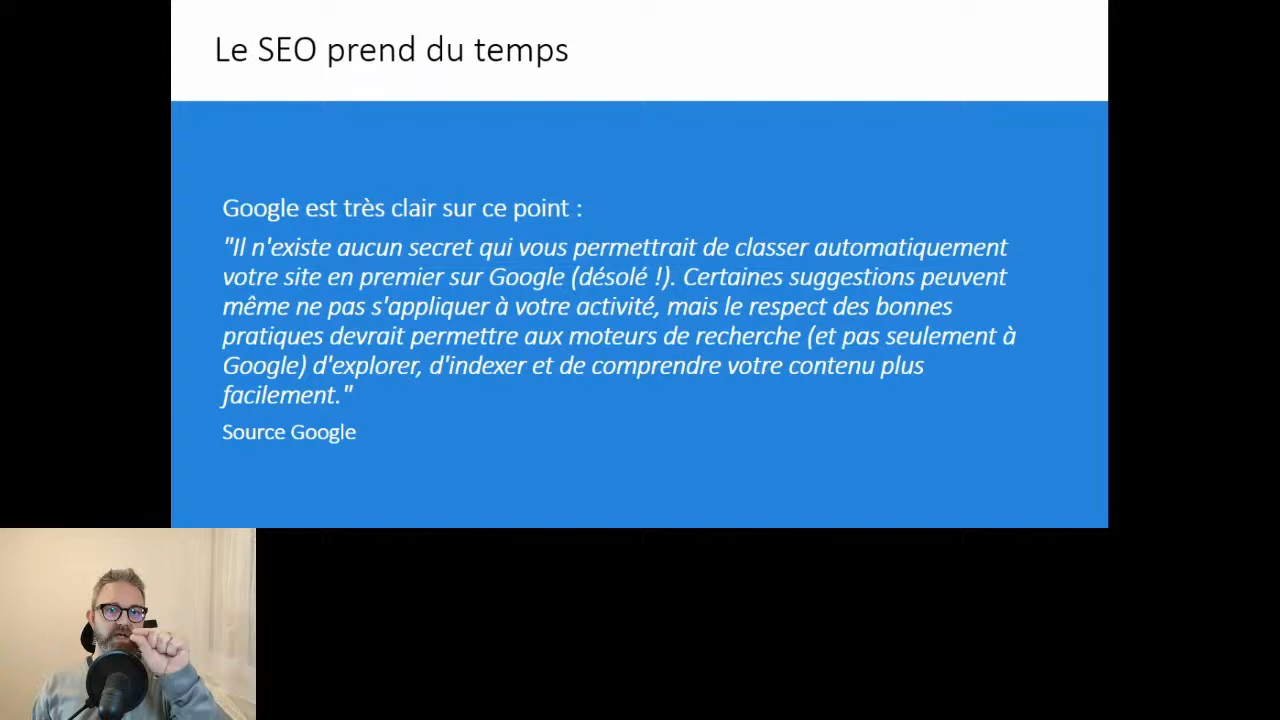 Le SEO prend du temps
Google est très clair sur ce point :
"Il n'existe aucun secret qui vous permettrait de classer automatiquement
votre site en premier sur Google (désolé !). Certaines suggestions peuvent
même ne pas s'appliquer à votre activité, mais le respect des bonnes
pratiques devrait permettre aux moteurs de recherche (et pas seulement à
Google) d'explorer, d'indexer et de comprendre votre contenu plus
facilement."
Source Google